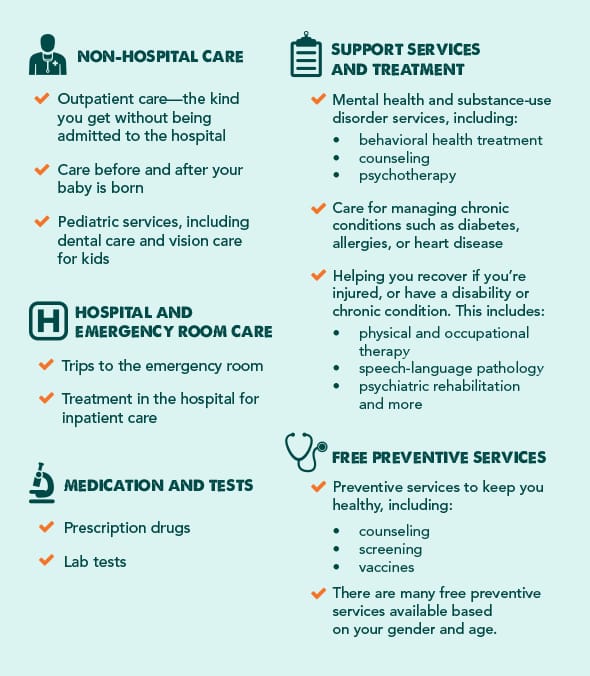 NON-HOSPITAL CARE
Outpatient care—the kind
you get without being
admitted to the hospital
Care before and after your
baby is born
Pediatric services, including
dental care and vision care
for kids
H
HOSPITAL AND
EMERGENCY ROOM CARE
Trips to the emergency room
Treatment in the hospital for
inpatient care
MEDICATION AND TESTS
Prescription drugs
Lab tests
SUPPORT SERVICES
AND TREATMENT
Mental health and substance-use
disorder services, including:
• behavioral health treatment
• counseling
• psychotherapy
Care for managing chronic
conditions such as diabetes,
allergies, or heart disease
Helping you recover if you’re
injured, or have a disability or
chronic condition. This includes:
• physical and occupational
therapy
• speech-language pathology
• psychiatric rehabilitation
and more
FREE PREVENTIVE SERVICES
Preventive services to keep you
healthy, including:
• counseling
• screening
• vaccines
There are many free preventive
services available based
on your gender and age.